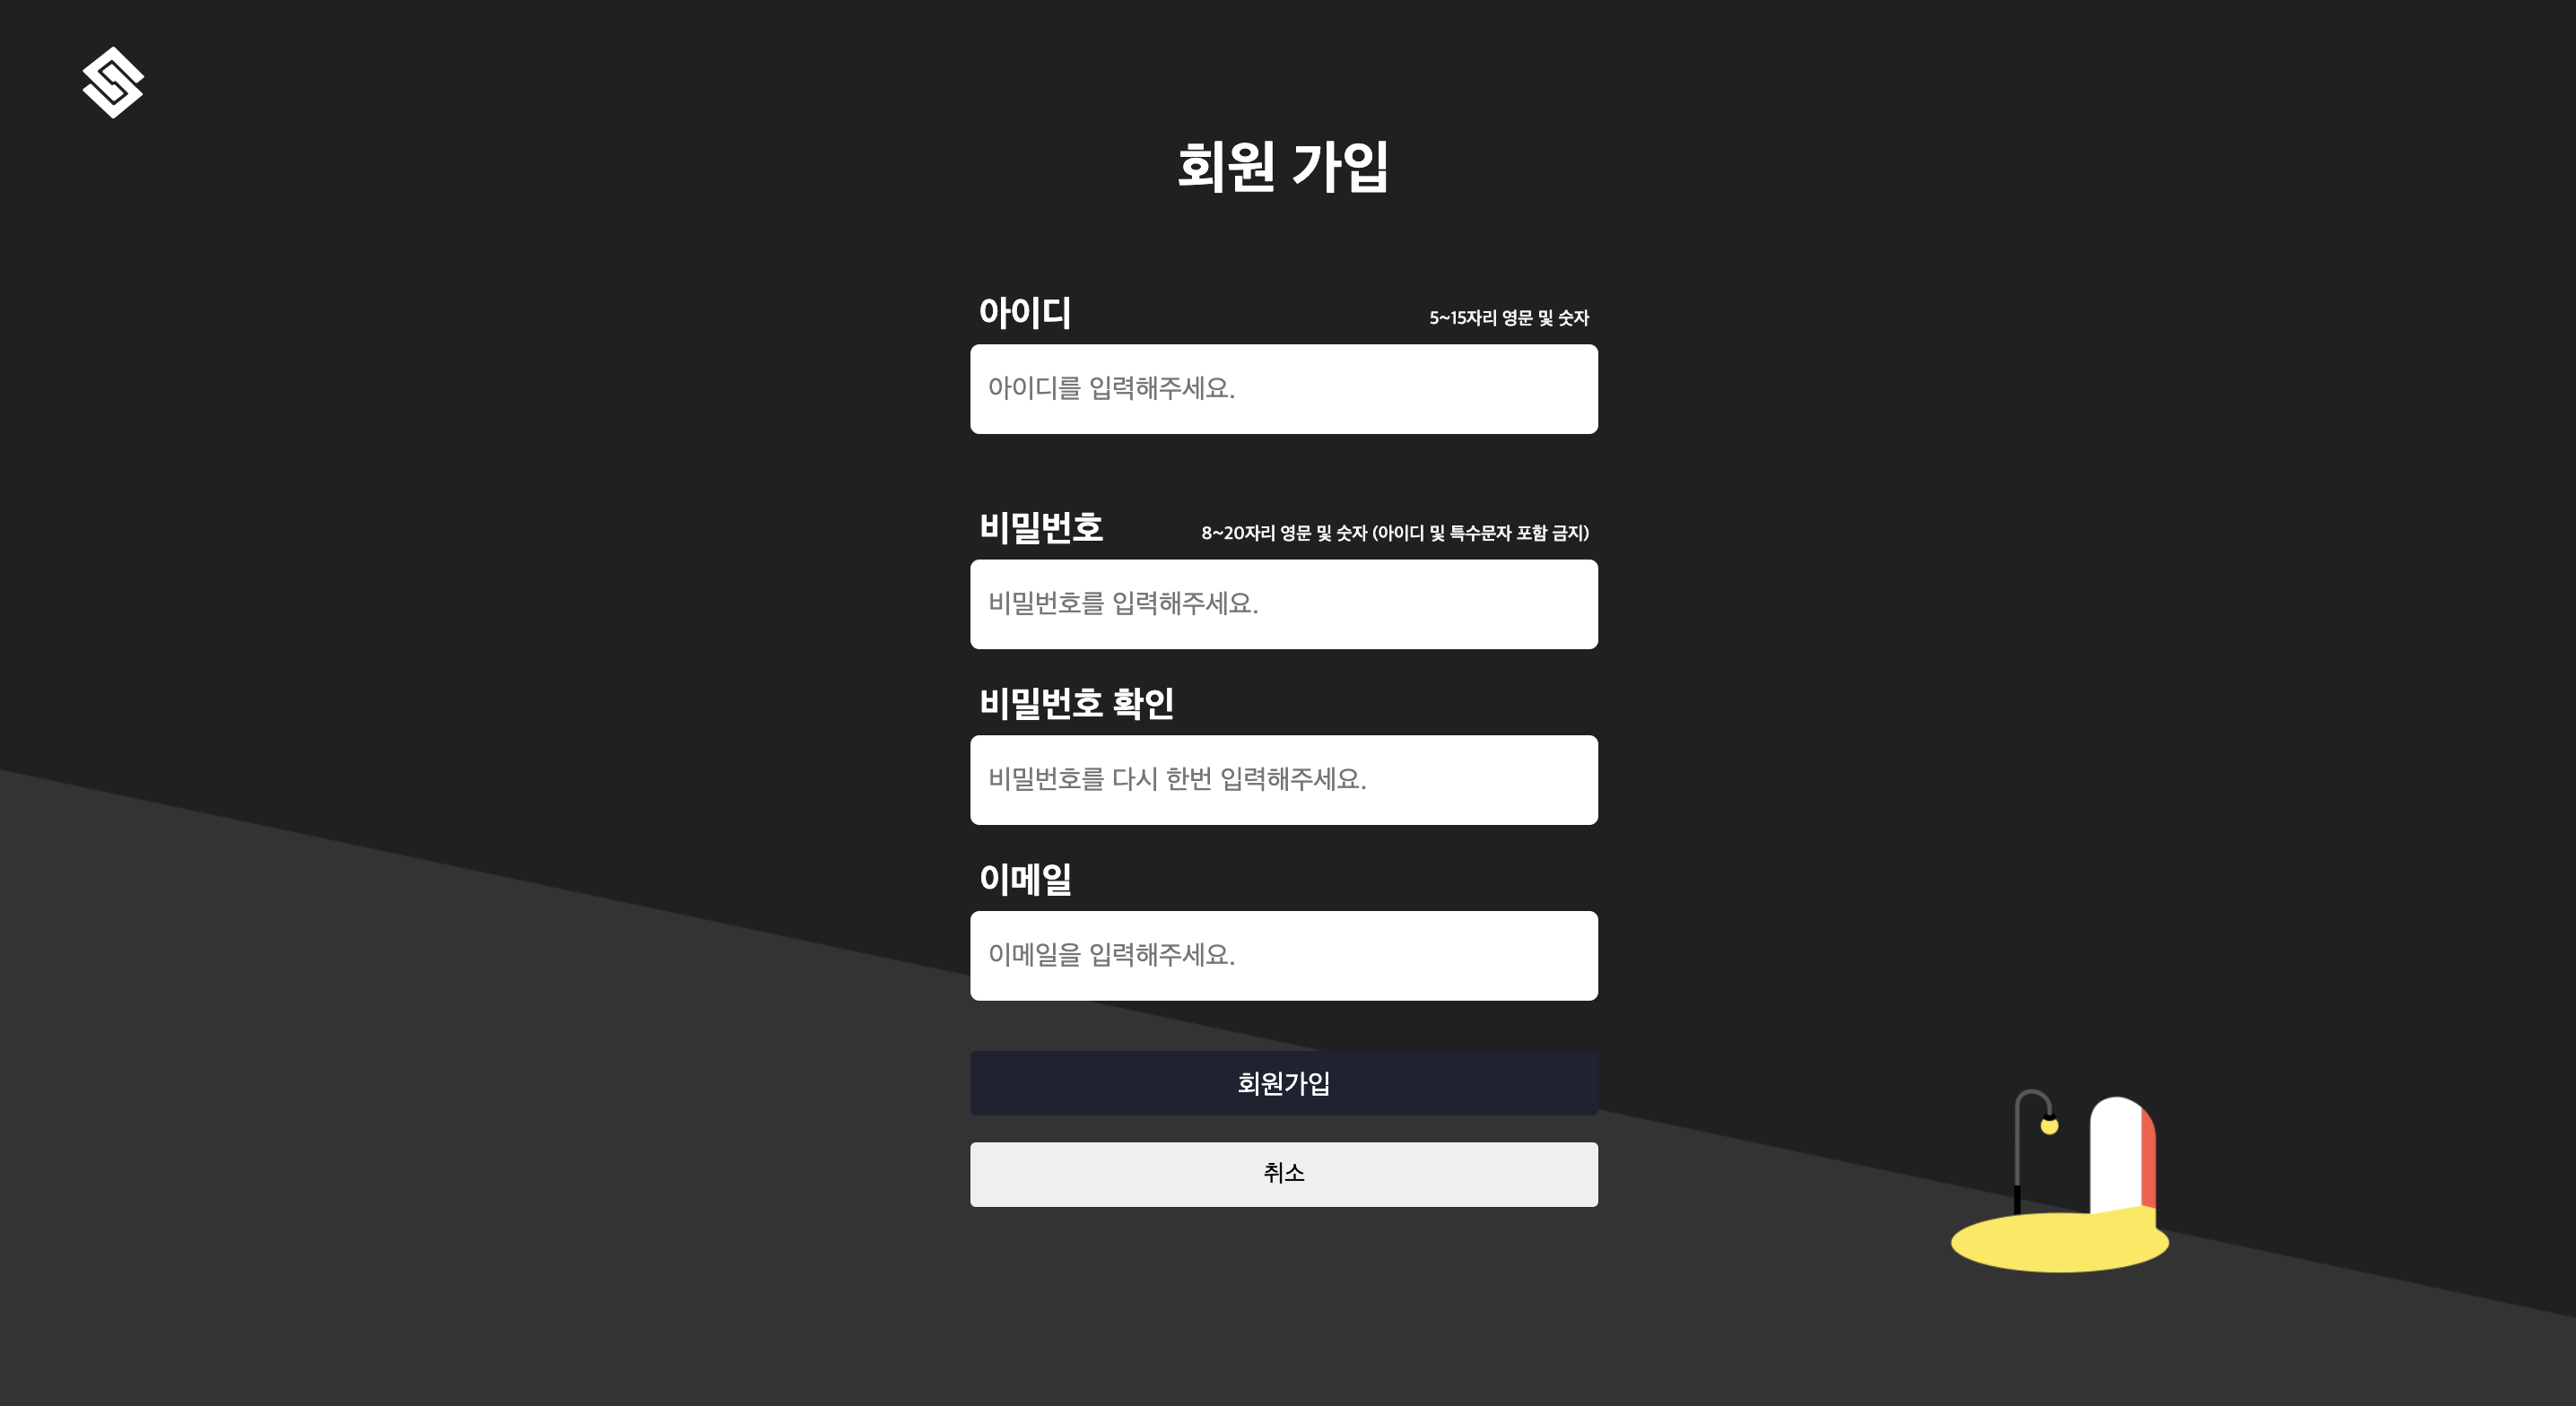 회원 가입
아이디
5~15자리 영문 및 숫자
아이디를 입력해주세요.
비밀번호
8~20자리 영문 및 숫자 (아이디 및 특수문자 포함 금지)
비밀번호를 입력해주세요.
비밀번호 확인
비밀번호를 다시 한번 입력해주세요.
이메일
이메일을 입력해주세요.
회원가입
취소